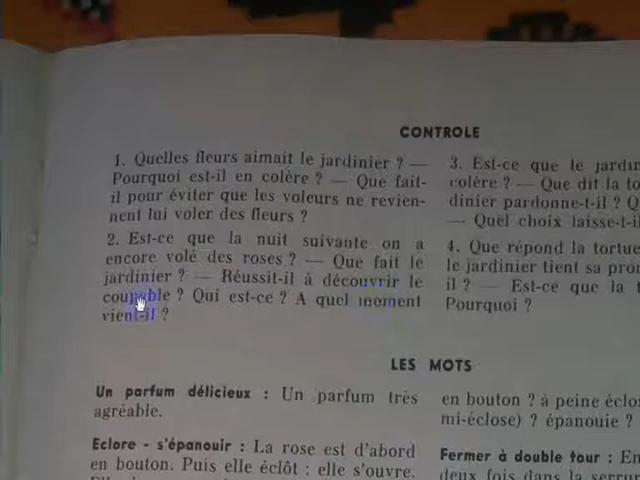 CONTROLE
1. Quelles fleurs aimait le jardinier ? —
Pourquoi est-il en colère ? — Que fait-
il pour éviter que les voleurs ne revien-
nent lui voler des fleurs ?
2. Est-ce que la nuit suivante on a
encore volé des roses ? — Que fait le
jardinier ? — Réussit-il à découvrir le
coupable ? Qui est-ce ? A quel moment
vient-il ?
3. Est-ce que le jardin
colère ? — Que dit la to
dinier pardonne-t-il ? Q
— Quel choix laisse-t-il
4. Que répond la tortue
le jardinier tient sa pro
il ? — Est-ce que la t
Pourquoi ?
LES MOTS
Un parfum délicieux : Un parfum très
agréable.
Eclore - s'épanouir : La rose est d'abord
en bouton. Puis elle éclôt : elle s'ouvre.
en bouton ? à peine éclo
mi-éclose) ? épanouie ?
Fermer à double tour : En
deux fois dans la serrur